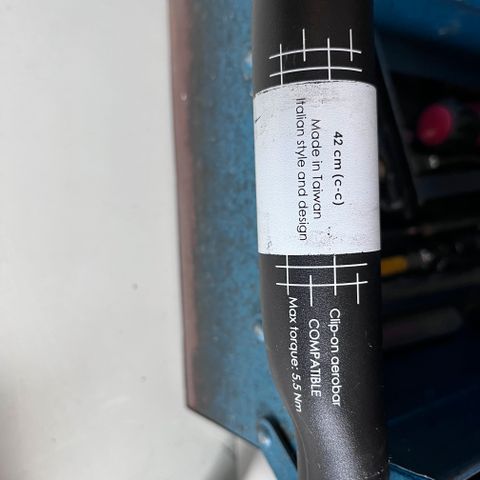 42 cm (c-c)
Made in Taiwan
Italian style and design
Clip-on aerobar
COMPATIBLE
Max torque: 5.5 Nm